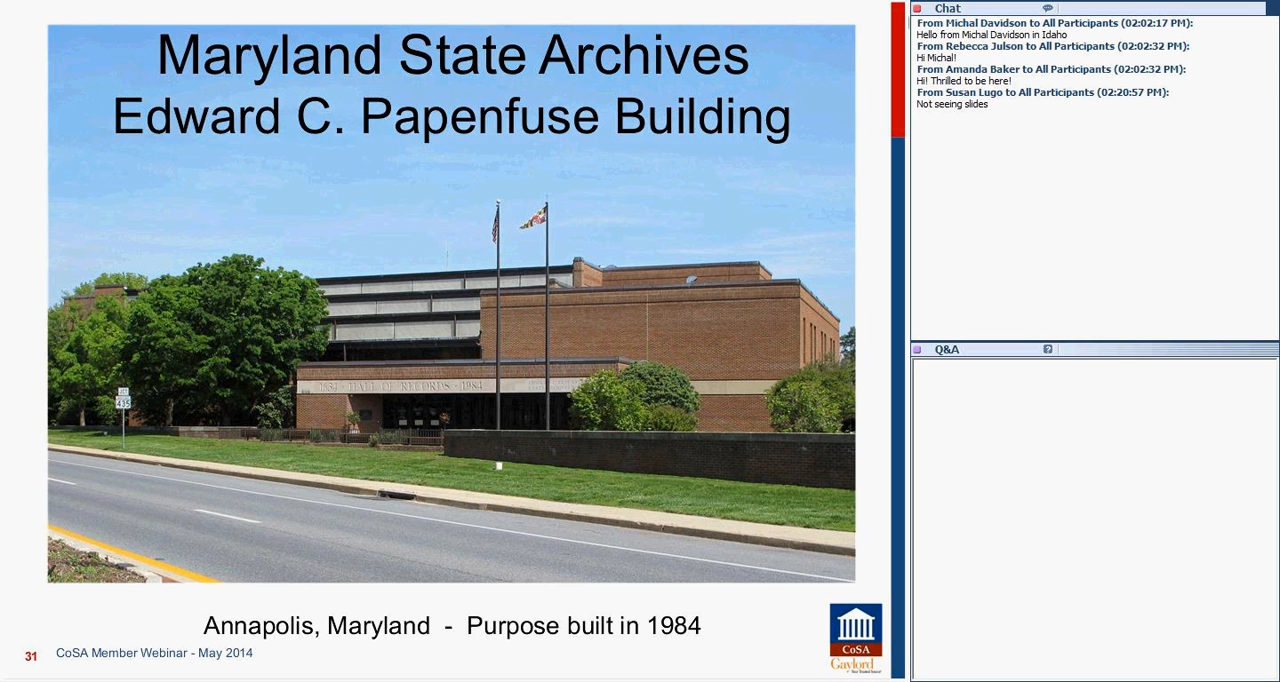 Maryland State Archives
Edward C. Papenfuse Building
1634 · HALL OF RECORDS · 1984
435
Annapolis, Maryland - Purpose built in 1984
31
CoSA Member Webinar - May 2014
CoSA
Gaylord
Chat
From Michal Davidson to All Participants (02:02:17 PM):
Hello from Michal Davidson in Idaho
From Rebecca Julson to All Participants (02:02:32 PM):
Hi Michal!
From Amanda Baker to All Participants (02:02:32 PM):
Hi! Thrilled to be here!
From Susan Lugo to All Participants (02:20:57 PM):
Not seeing slides
Q&A
?